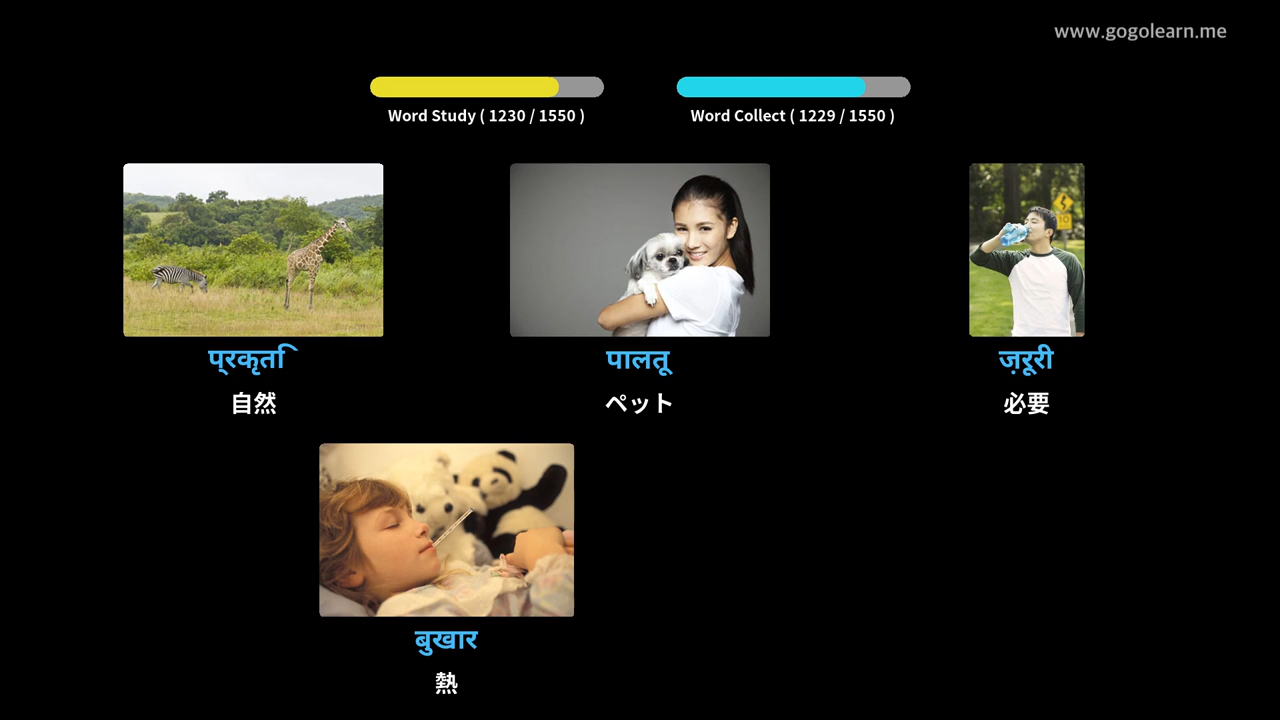 www.gogolearn.me
Word Study ( 1230 / 1550 )
Word Collect ( 1229 / 1550 )
प्रकृति
自然
पालतू
ペット
ज़रूरी
必要
बुखार
熱